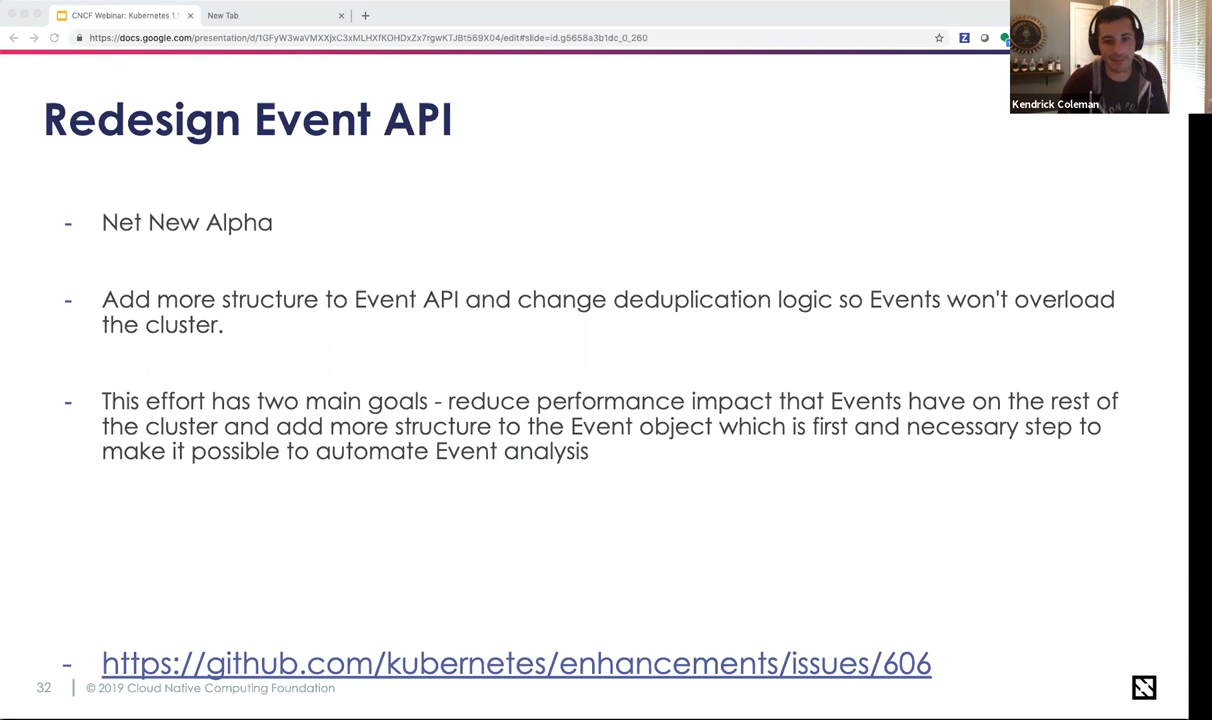 CNCF Webinar: Kubernetes 1.1
New Tab
https://docs.google.com/presentation/d/1GFyW3waVMXXjxC3xMLHXfKOHDxZx7rgwKTJBt569X04/edit#slide=id.g5658a3b1dc_0_260
Kendrick Coleman
Redesign Event API
- Net New Alpha
- Add more structure to Event API and change deduplication logic so Events won't overload
the cluster.
- This effort has two main goals - reduce performance impact that Events have on the rest of
the cluster and add more structure to the Event object which is first and necessary step to
make it possible to automate Event analysis
- https://github.com/kubernetes/enhancements/issues/606
32 | © 2019 Cloud Native Computing Foundation